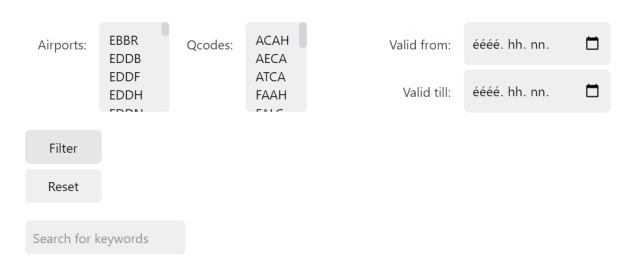 Airports:
EBBR
EDDB
EDDF
EDDH
Qcodes:
ACAH
AECA
ATCA
FAAH
Valid from: éééé. hh. nn.
Valid till: éééé. hh. nn.
Filter
Reset
Search for keywords